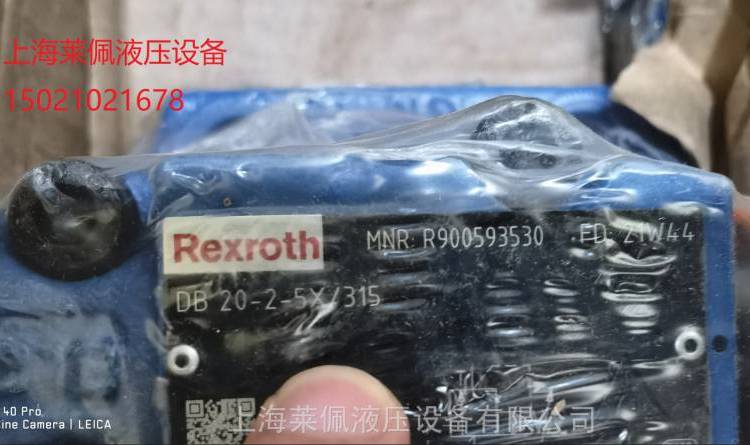 上海莱佩液压设备
15021021678
Rexroth
MNR: R900593530 FD: 21W44
DB 20-2-5X/315
上海莱佩液压设备有限公司
40 Pro
ine Camera | LEICA